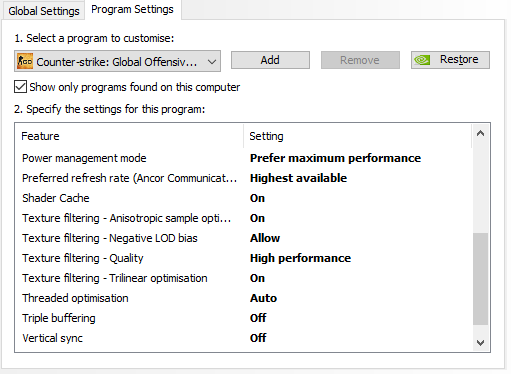 Global Settings Program Settings
1. Select a program to customise:
Counter-strike: Global Offensiv... Add Remove Restore
Show only programs found on this computer
2. Specify the settings for this program:
Feature Setting
Power management mode Prefer maximum performance
Preferred refresh rate (Ancor Communicat... Highest available
Shader Cache On
Texture filtering - Anisotropic sample opti... On
Texture filtering - Negative LOD bias Allow
Texture filtering - Quality High performance
Texture filtering - Trilinear optimisation On
Threaded optimisation Auto
Triple buffering Off
Vertical sync Off